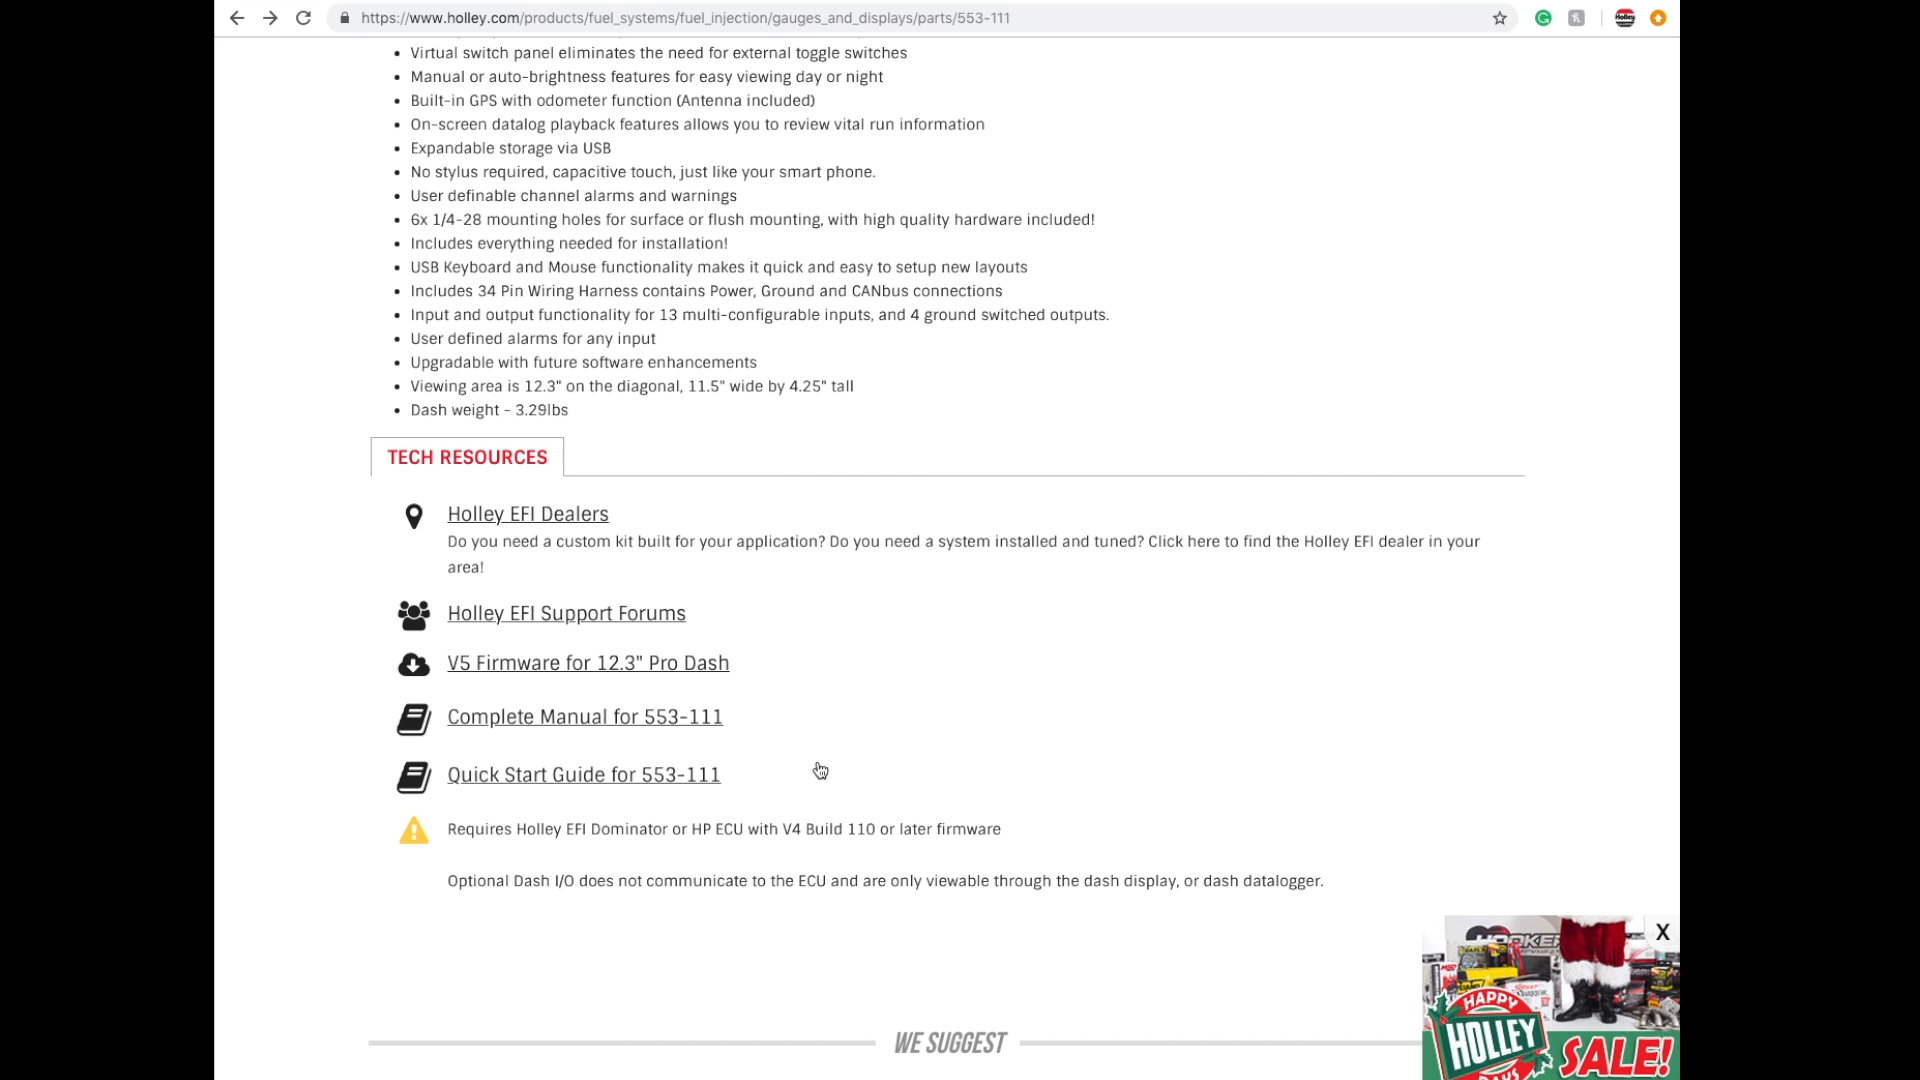 https://www.holley.com/products/fuel_systems/fuel_injection/gauges_and_displays/parts/553-111
Virtual switch panel eliminates the need for external toggle switches
Manual or auto-brightness features for easy viewing day or night
Built-in GPS with odometer function (Antenna included)
On-screen datalog playback features allows you to review vital run information
Expandable storage via USB
No stylus required, capacitive touch, just like your smart phone.
User definable channel alarms and warnings
6x 1/4-28 mounting holes for surface or flush mounting, with high quality hardware included!
Includes everything needed for installation!
USB Keyboard and Mouse functionality makes it quick and easy to setup new layouts
Includes 34 Pin Wiring Harness contains Power, Ground and CANbus connections
Input and output functionality for 13 multi-configurable inputs, and 4 ground switched outputs.
User defined alarms for any input
Upgradable with future software enhancements
Viewing area is 12.3" on the diagonal, 11.5" wide by 4.25" tall
Dash weight - 3.29lbs
TECH RESOURCES
Holley EFI Dealers
Do you need a custom kit built for your application? Do you need a system installed and tuned? Click here to find the Holley EFI dealer in your
area!
Holley EFI Support Forums
V5 Firmware for 12.3" Pro Dash
Complete Manual for 553-111
Quick Start Guide for 553-111
Requires Holley EFI Dominator or HP ECU with V4 Build 110 or later firmware
Optional Dash I/O does not communicate to the ECU and are only viewable through the dash display, or dash datalogger.
X
HOOKER
MSD
HAPPY
HOLLEY
DAYS
SALE!
WE SUGGEST